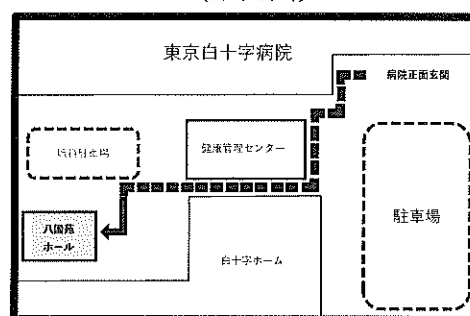 東京白十字病院
病院正面玄関
健康管理センター
駐車場
八国苑
ホール
白十字ホーム